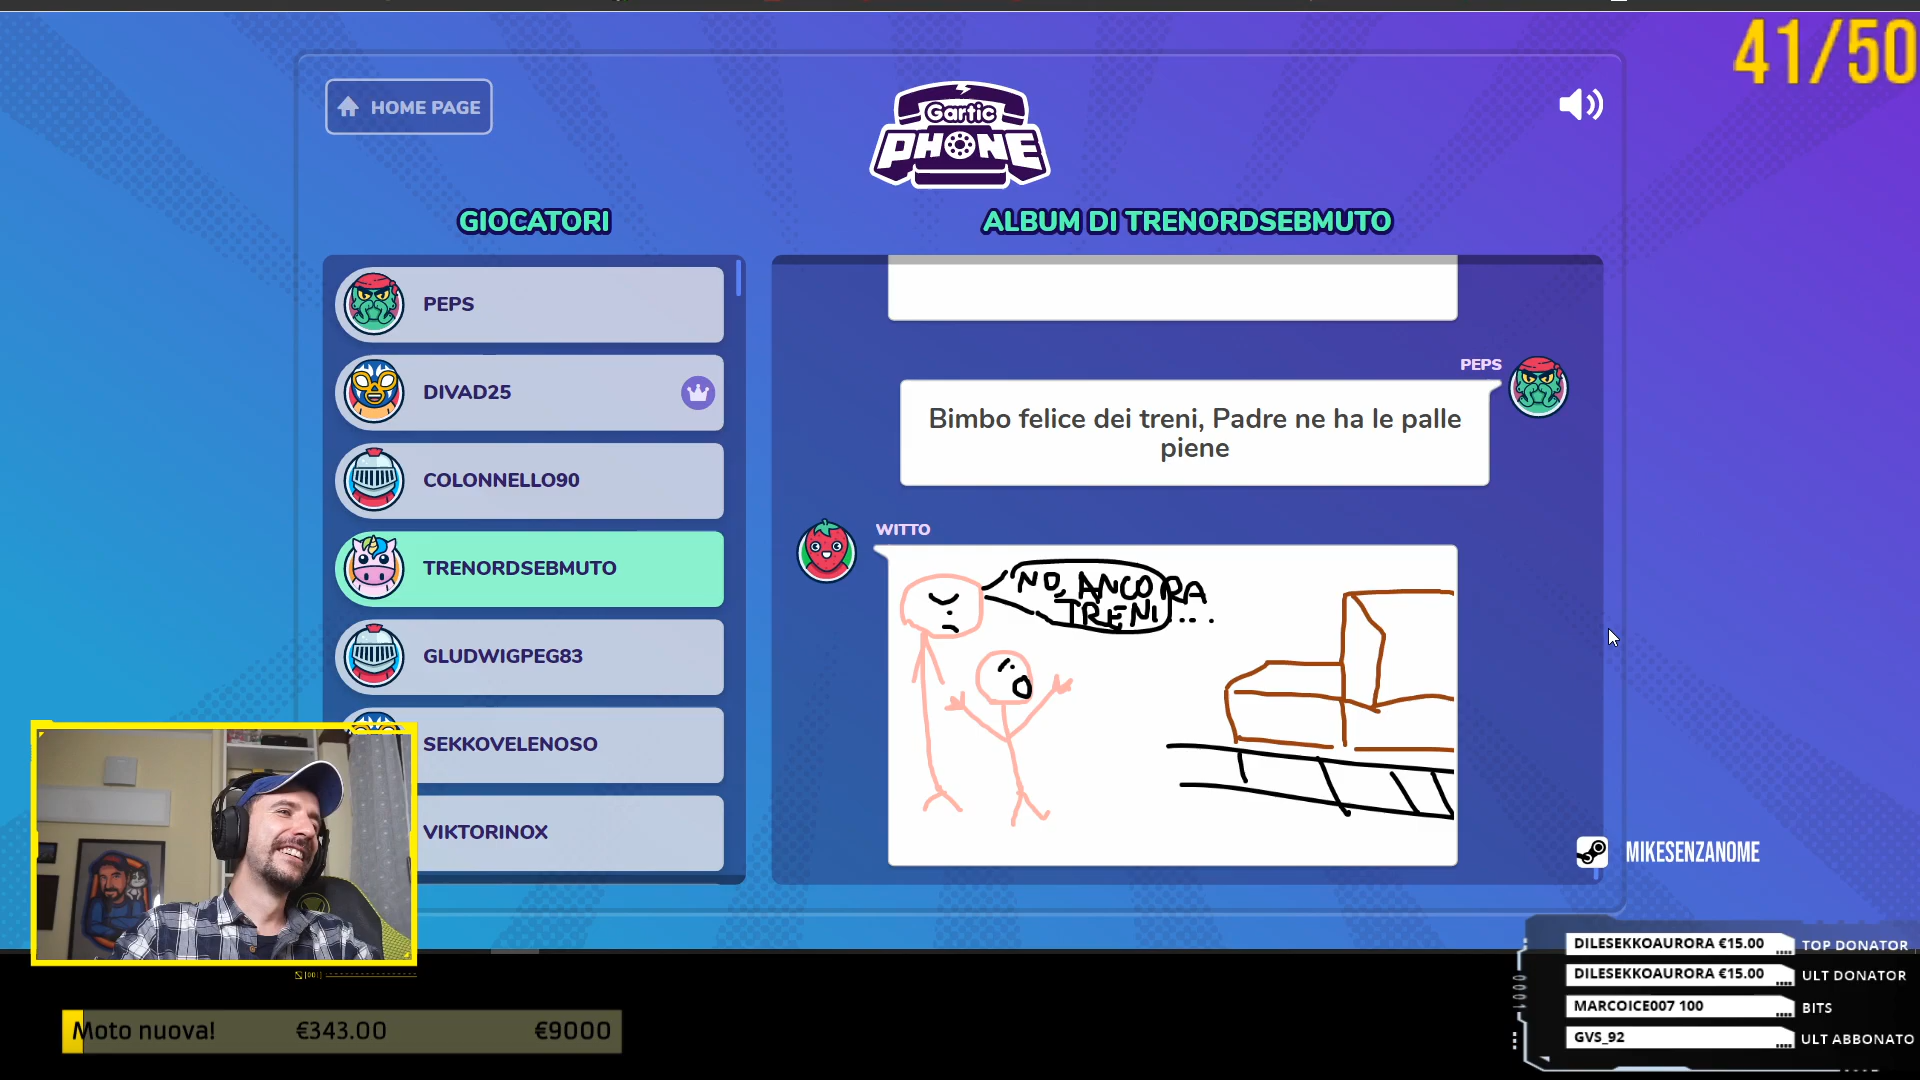 41/50
HOME PAGE
Gartic
PHONE
GIOCATORI
ALBUM DI TRENORDSEBMUTO
PEPS
DIVAD25
COLONNELLO90
TRENORDSEBMUTO
GLUDWIGPEG83
SEKKOVELENOSO
VIKTORINOX
PEPS
Bimbo felice dei treni, Padre ne ha le palle
piene
WITTO
NO, ANCORA
TRENI...
MIKESENZANOME
DILESEKKOAURORA €15.00 TOP DONATOR
DILESEKKOAURORA €15.00 ULT DONATOR
MARCOICE007 100 BITS
GVS_92 ULT ABBONATO
Moto nuova! €343.00 €9000